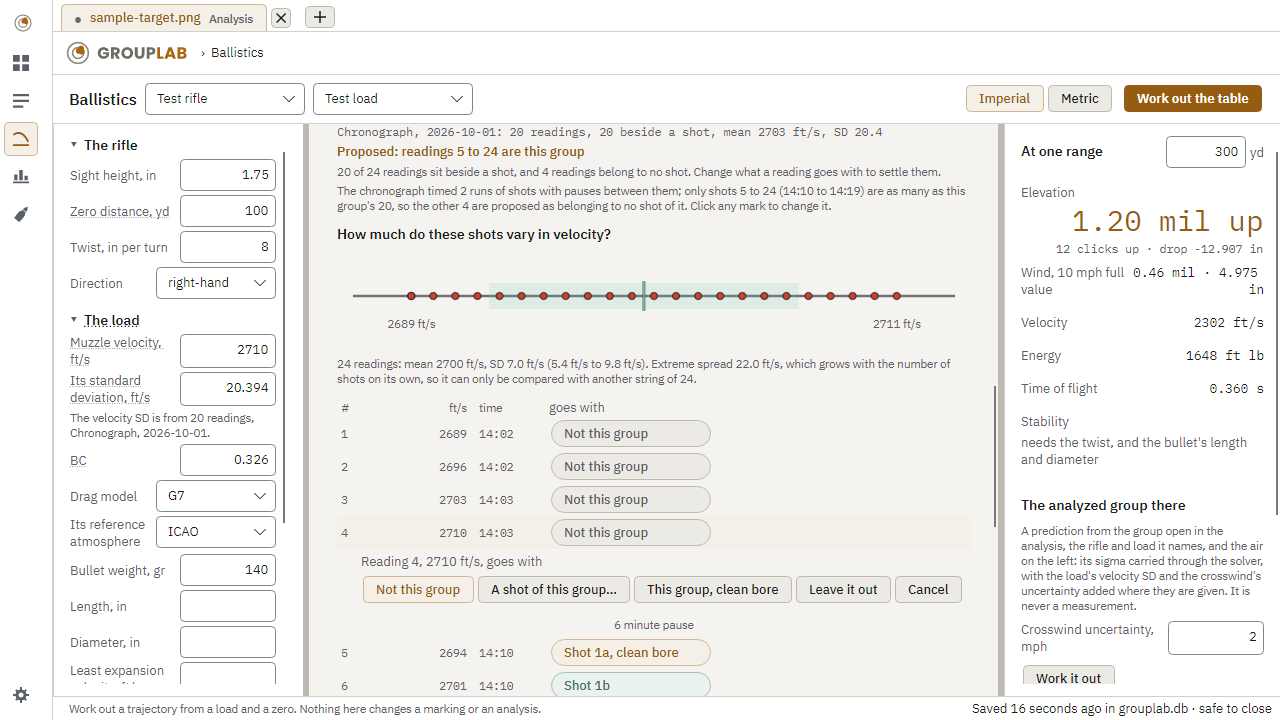 sample-target.png Analysis
GROUPLAB › Ballistics
Ballistics Test rifle Test load Imperial Metric Work out the table
The rifle
Sight height, in 1.75
Zero distance, yd 100
Twist, in per turn 8
Direction right-hand
The load
Muzzle velocity, ft/s 2710
Its standard deviation, ft/s 20.394
The velocity SD is from 20 readings,
Chronograph, 2026-10-01.
BC 0.326
Drag model G7
Its reference atmosphere ICAO
Bullet weight, gr 140
Length, in
Diameter, in
Least expansion
Chronograph, 2026-10-01: 20 readings, 20 beside a shot, mean 2703 ft/s, SD 20.4
Proposed: readings 5 to 24 are this group
20 of 24 readings sit beside a shot, and 4 readings belong to no shot. Change what a reading goes with to settle them.
The chronograph timed 2 runs of shots with pauses between them; only shots 5 to 24 (14:10 to 14:19) are as many as this
group's 20, so the other 4 are proposed as belonging to no shot of it. Click any mark to change it.
How much do these shots vary in velocity?
2689 ft/s 2711 ft/s
24 readings: mean 2700 ft/s, SD 7.0 ft/s (5.4 ft/s to 9.8 ft/s). Extreme spread 22.0 ft/s, which grows with the number of
shots on its own, so it can only be compared with another string of 24.
# ft/s time goes with
1 2689 14:02 Not this group
2 2696 14:02 Not this group
3 2703 14:03 Not this group
4 2710 14:03 Not this group
Reading 4, 2710 ft/s, goes with
Not this group A shot of this group... This group, clean bore Leave it out Cancel
6 minute pause
5 2694 14:10 Shot 1a, clean bore
6 2701 14:10 Shot 1b
At one range 300 yd
Elevation
1.20 mil up
12 clicks up · drop -12.907 in
Wind, 10 mph full value 0.46 mil · 4.975 in
Velocity 2302 ft/s
Energy 1648 ft lb
Time of flight 0.360 s
Stability
needs the twist, and the bullet's length
and diameter
The analyzed group there
A prediction from the group open in the
analysis, the rifle and load it names, and the air
on the left: its sigma carried through the solver,
with the load's velocity SD and the crosswind's
uncertainty added where they are given. It is
never a measurement.
Crosswind uncertainty, mph 2
Work it out
Work out a trajectory from a load and a zero. Nothing here changes a marking or an analysis.
Saved 16 seconds ago in grouplab.db · safe to close